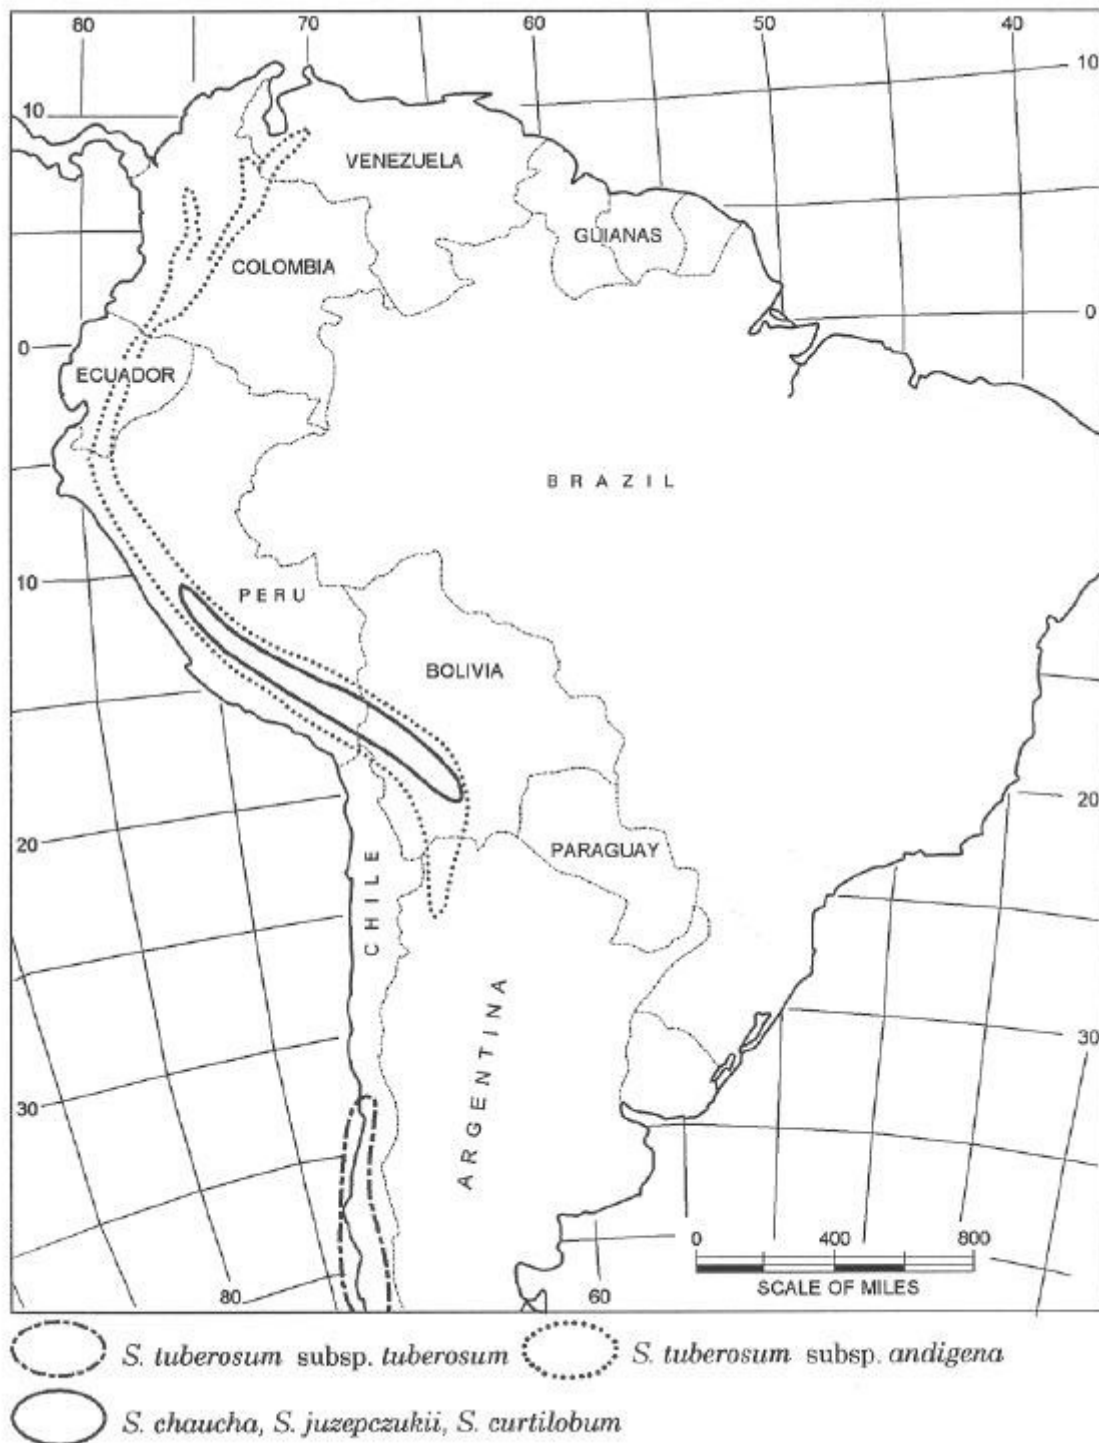 80 70 60 50 40
10
10
VENEZUELA
GUIANAS
COLOMBIA
0
0
ECUADOR
BRAZIL
10
PERU
BOLIVIA
20
20
PARAGUAY
CHILE
ARGENTINA
30
30
0 400 800
SCALE OF MILES
80
60
S. tuberosum subsp. tuberosum
S. tuberosum subsp. andigena
S. chaucha, S. juzepczukii, S. curtilobum